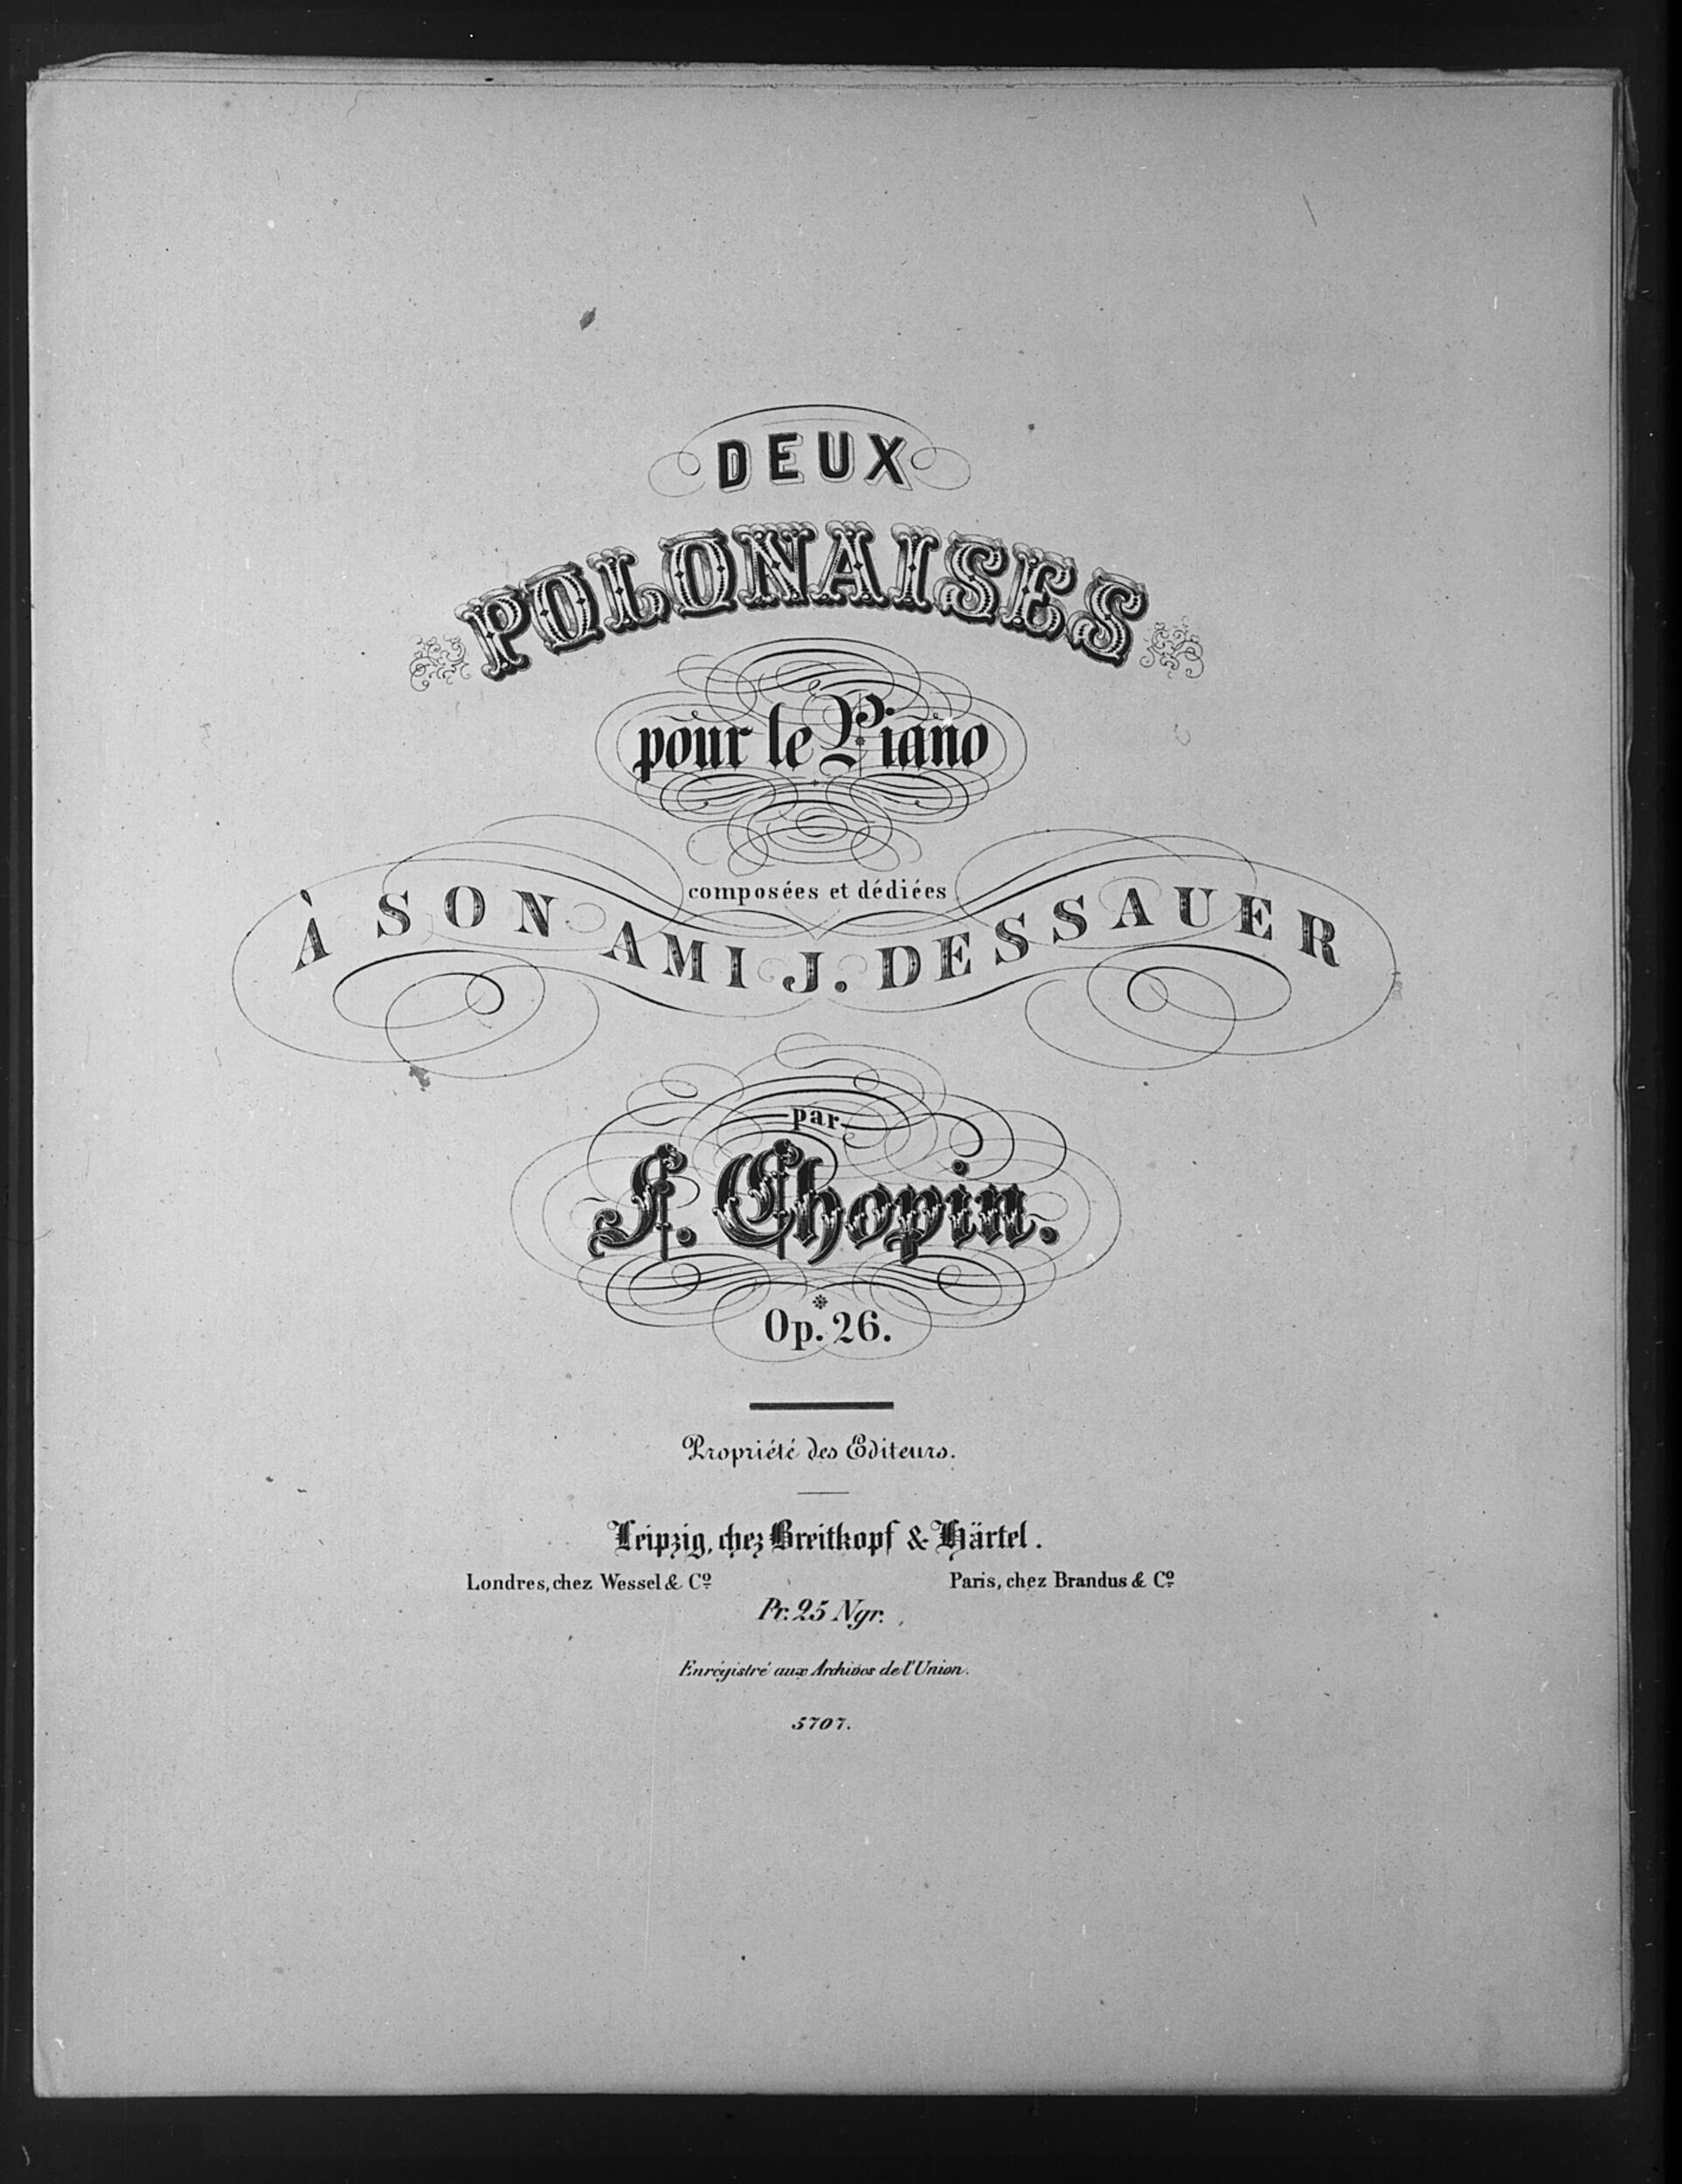 DEUX
POLONAISES
pour le Piano
composées et dédiées
À SON AMI J. DESSAUER
par
F. Chopin.
Op. 26.
Propriété des Editeurs.
Leipzig, chez Breitkopf & Härtel.
Londres, chez Wessel & Cº
Paris, chez Brandus & Cº
Pr. 25 Ngr.
Enrégistré aux Archives de l'Union.
5707.